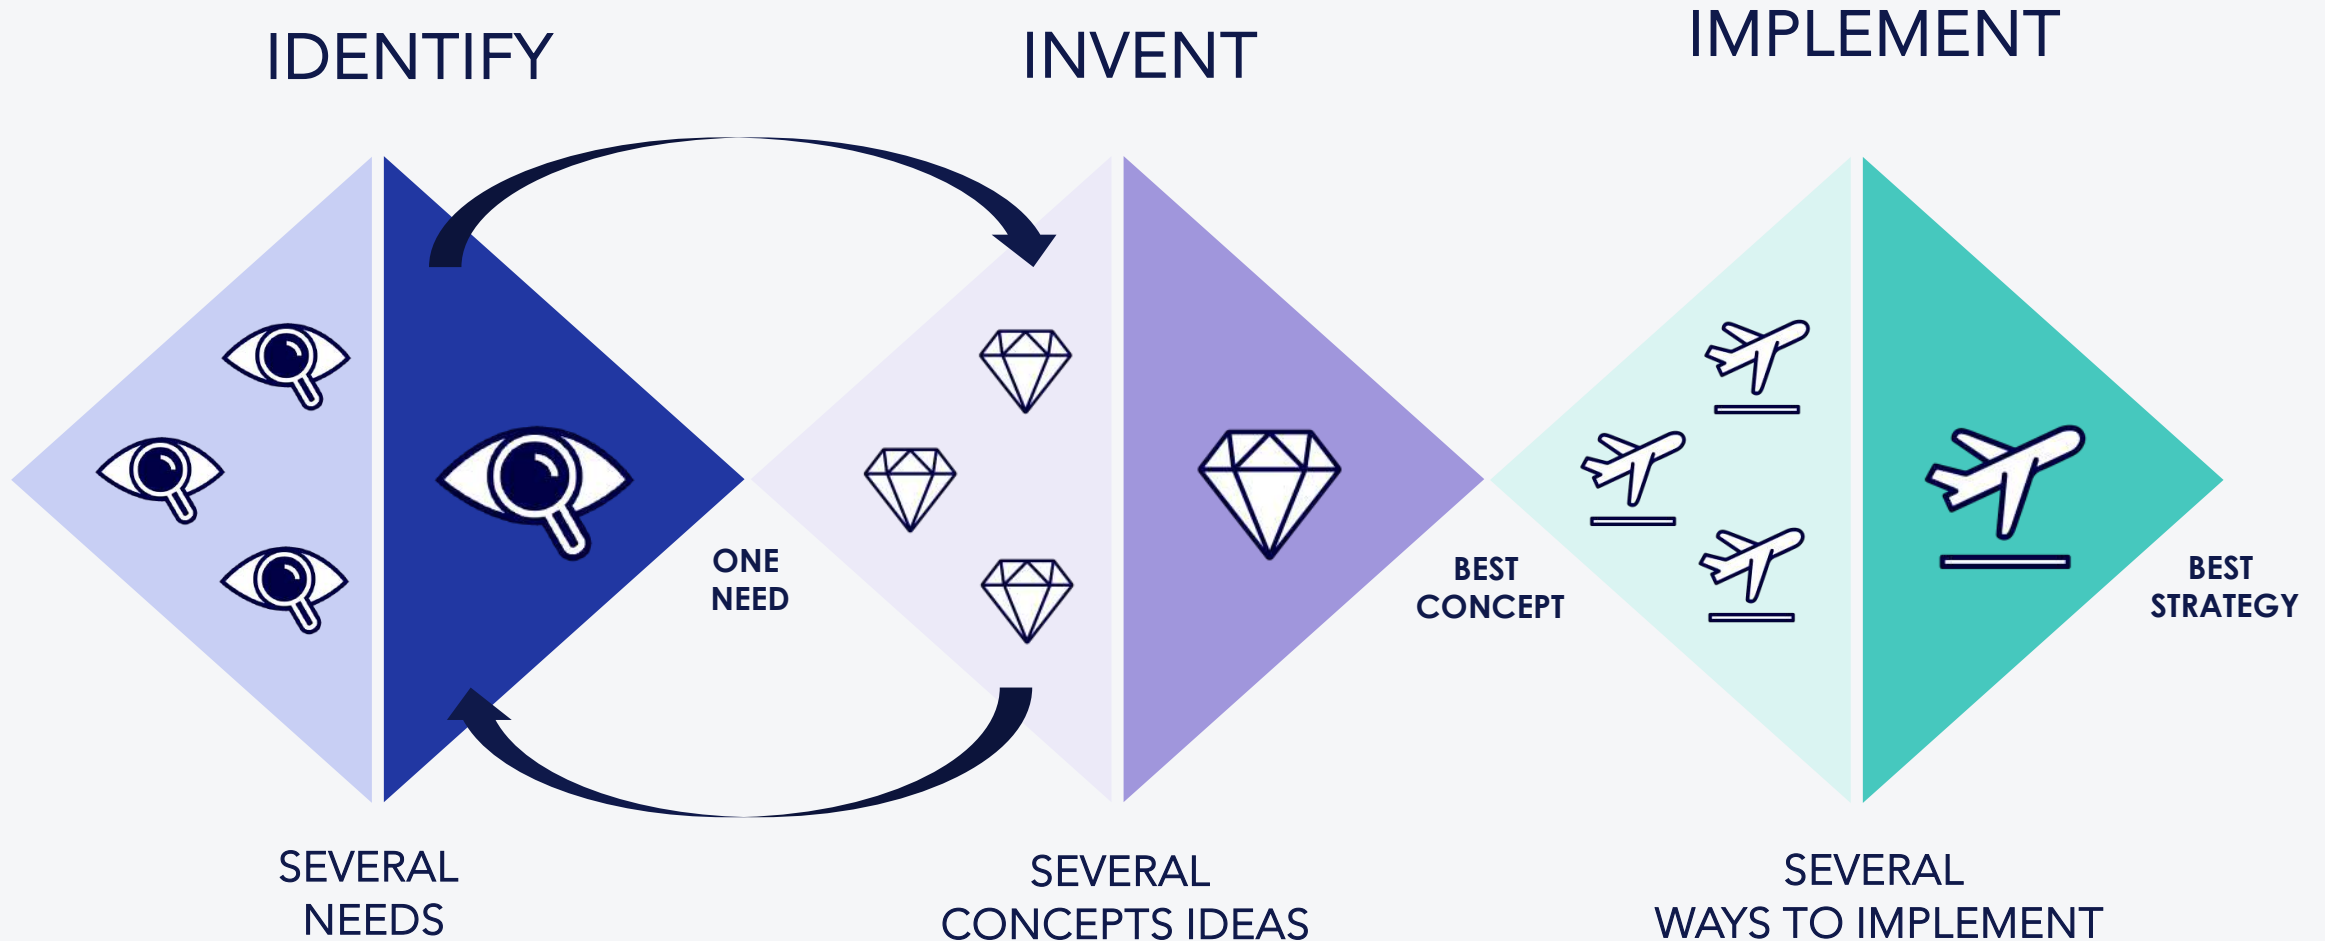 IDENTIFY
INVENT
IMPLEMENT
ONE
NEED
BEST
CONCEPT
BEST
STRATEGY
SEVERAL
NEEDS
SEVERAL
CONCEPTS IDEAS
SEVERAL
WAYS TO IMPLEMENT